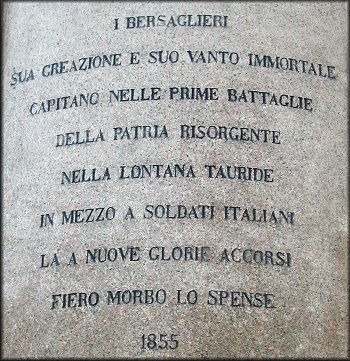 I BERSAGLIERI
SUA CREAZIONE E SUO VANTO IMMORTALE
CAPITANO NELLE PRIME BATTAGLIE
DELLA PATRIA RISORGENTE
NELLA LONTANA TAURIDE
IN MEZZO A SOLDATI ITALIANI
LA A NUOVE GLORIE ACCORSI
FIERO MORBO LO SPENSE
1855